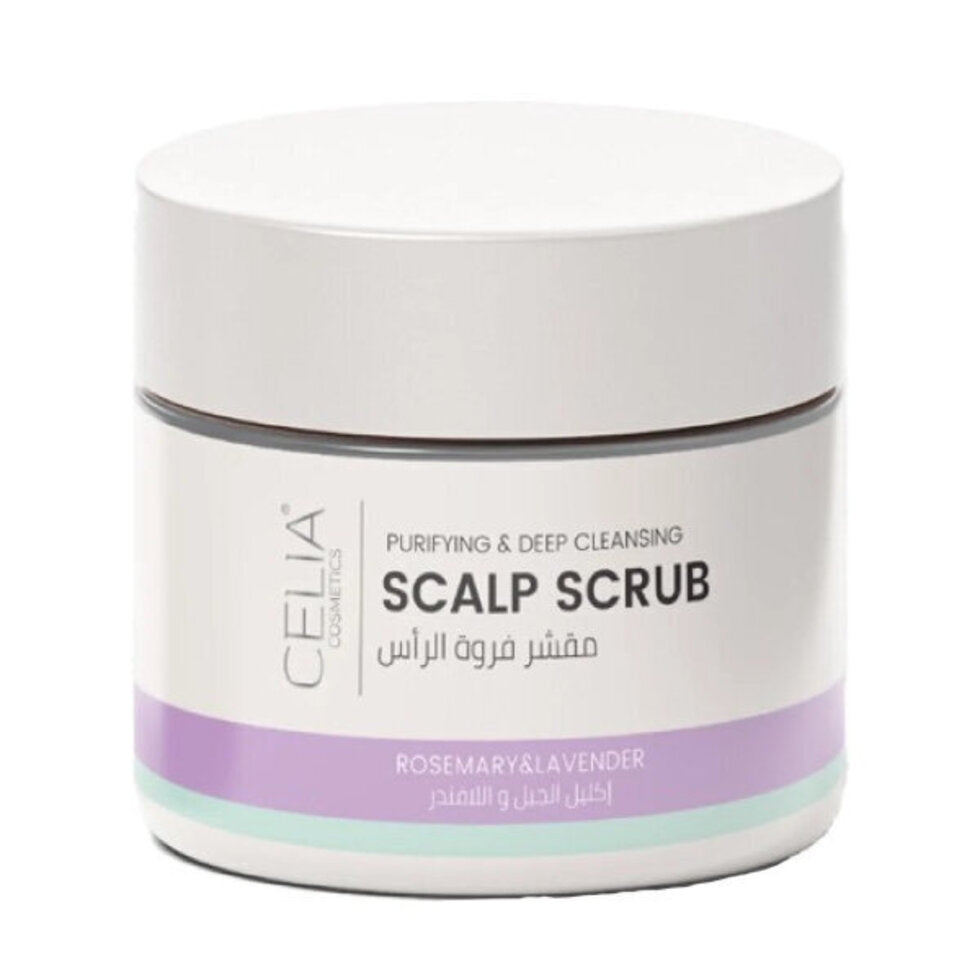 CELIA®
COSMETICS
PURIFYING & DEEP CLEANSING
SCALP SCRUB
مقشر فروة الرأس
ROSEMARY&LAVENDER
إكليل الجبل و اللافندر